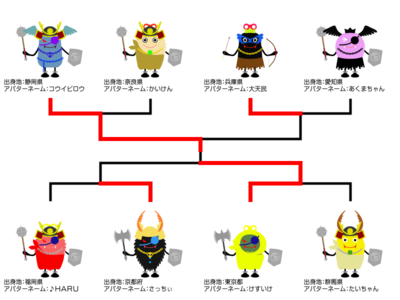 出身地:静岡県
アバターネーム:コウイピロウ
出身地:奈良県
アバターネーム:かいけん
出身地:兵庫県
アバターネーム:大天民
出身地:愛知県
アバターネーム:あくまちゃん
出身地:福岡県
アバターネーム:♪HARU
出身地:京都府
アバターネーム:さっちぃ
出身地:東京都
アバターネーム:けすいけ
出身地:群馬県
アバターネーム:たいちゃん